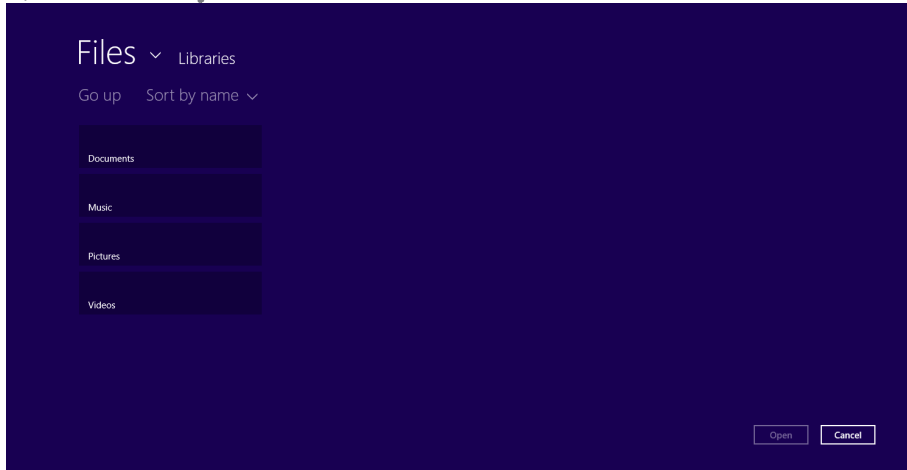 Files Libraries
Go up Sort by name
Documents
Music
Pictures
Videos
Open Cancel